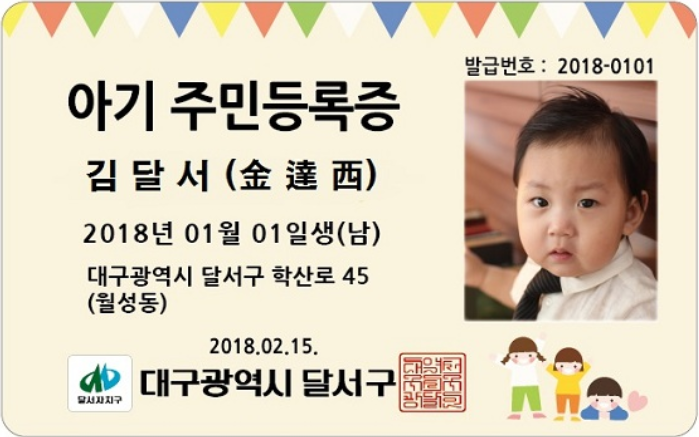 발급번호 : 2018-0101
아기 주민등록증
김 달 서 (金 達 西)
2018년 01월 01일생(남)
대구광역시 달서구 학산로 45
(월성동)
2018.02.15.
달서자치구
대구광역시 달서구